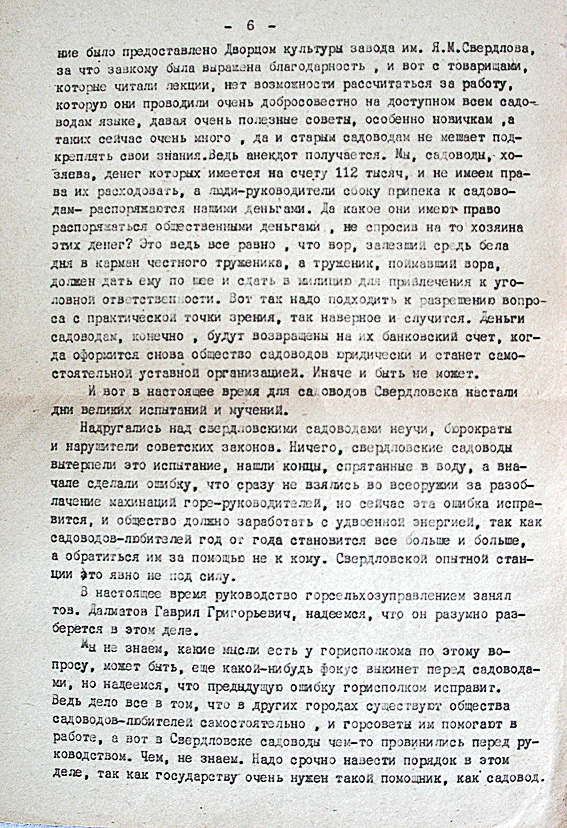 - 6 -
ние было предоставлено Дворцом культуры завода им. Я.М.Свердлова,
за что завкому была выражена благодарность , и вот с товарищами,
которые читали лекции, нет возможности рассчитаться за работу,
которую они проводили очень добросовестно на доступном всем садо-
водам языке, давая очень полезные советы, особенно новичкам ,а
таких сейчас очень много , да и старым садоводам не мешает под-
креплять свои знания.Ведь анекдот получается. Мы, садоводы,-хо-
зяева, денег которых имеется на счету 112 тысяч, и не имеем пра-
ва их расходовать, а люди-руководители сбоку припека к садово-
дам- распоряжаются нашими деньгами. Да какое они имеют право
распоряжаться общественными деньгами , не спросив на то хозяина
этих денег? Это ведь все равно , что вор, залезший средь бела
дня в карман честного труженика, а труженик, поймавший вора,
должен дать ему по шее и сдать в милицию для привлечения к уго-
ловной ответственности. Вот так надо подходить к разрешению вопро-
са с практической точки зрения, так наверное и случится. Деньги
садоводам, конечно , будут возвращены на их банковский счет, ког-
да оформится снова общество садоводов юридически и станет само-
стоятельной уставной организацией. Иначе и быть не может.
И вот в настоящее время для садоводов Свердловска настали
дни великих испытаний и мучений.
Надругались над свердловскими садоводами неучи, бюрократы
и нарушители советских законов. Ничего, свердловские садоводы
вытерпели это испытание, нашли концы, спрятанные в воду, а вна-
чале сделали ошибку, что сразу не взялись во всеоружии за разоб-
лачение махинаций горе-руководителей, но сейчас эта ошибка испра-
вится, и общество должно заработать с удвоенной энергией, так как
садоводов-любителей год от года становится все больше и больше,
а обратиться им за помощью не к кому. Свердловской опытной стан-
ции это явно не под силу.
В настоящее время руководство горсельхозуправлением занял
тов. Далматов Гаврил Григорьевич, надеемся, что он разумно раз-
берется в этом деле.
Мы не знаем, какие мысли есть у горисполкома по этому во-
просу, может быть, еще какой-нибудь фокус выкинет перед садовода-
ми, но надеемся, что предыдущую ошибку горисполком исправит.
Ведь дело все в том, что в других городах существуют общества
садоводов-любителей самостоятельно , и горсоветы им помогают в
работе, а вот в Свердловске садоводы чем-то провинились перед ру-
ководством. Чем, не знаем. Надо срочно навести порядок в этом
деле, так как государству очень нужен такой помощник, как садовод.